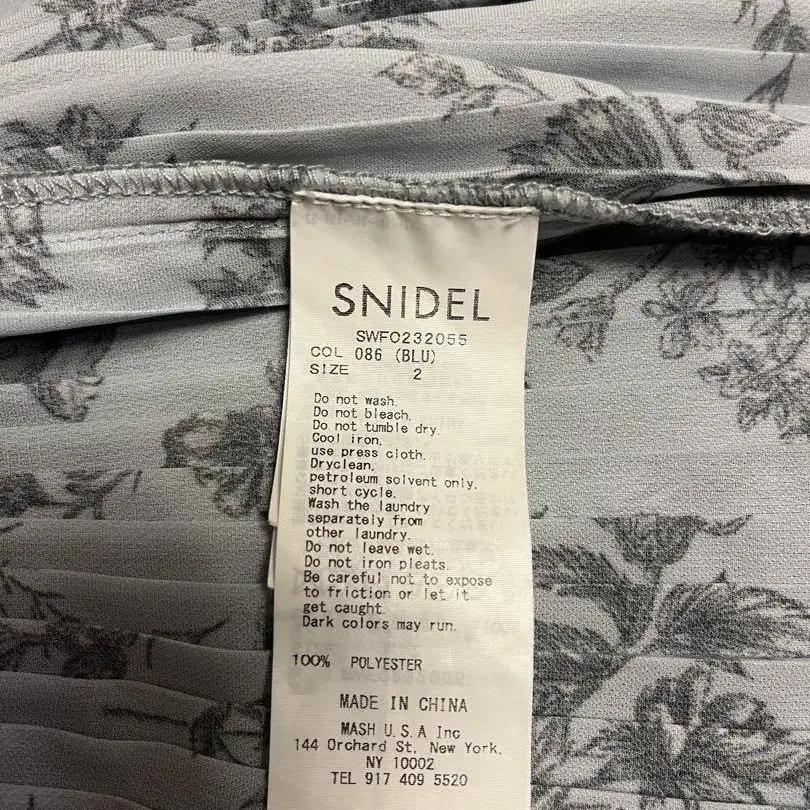 SNIDEL
SWFO232055
COL 086 (BLU)
SIZE 2
Do not wash.
Do not bleach.
Do not tumble dry.
Cool iron.
use press cloth.
Dryclean.
petroleum solvent only.
short cycle.
Wash the laundry
separately from
other laundry.
Do not leave wet.
Do not iron pleats.
Be careful not to expose
to friction or let it
get caught.
Dark colors may run.
100% POLYESTER
MADE IN CHINA
MASH U.S.A Inc
144 Orchard St, New York.
NY 10002
TEL 917 409 5520